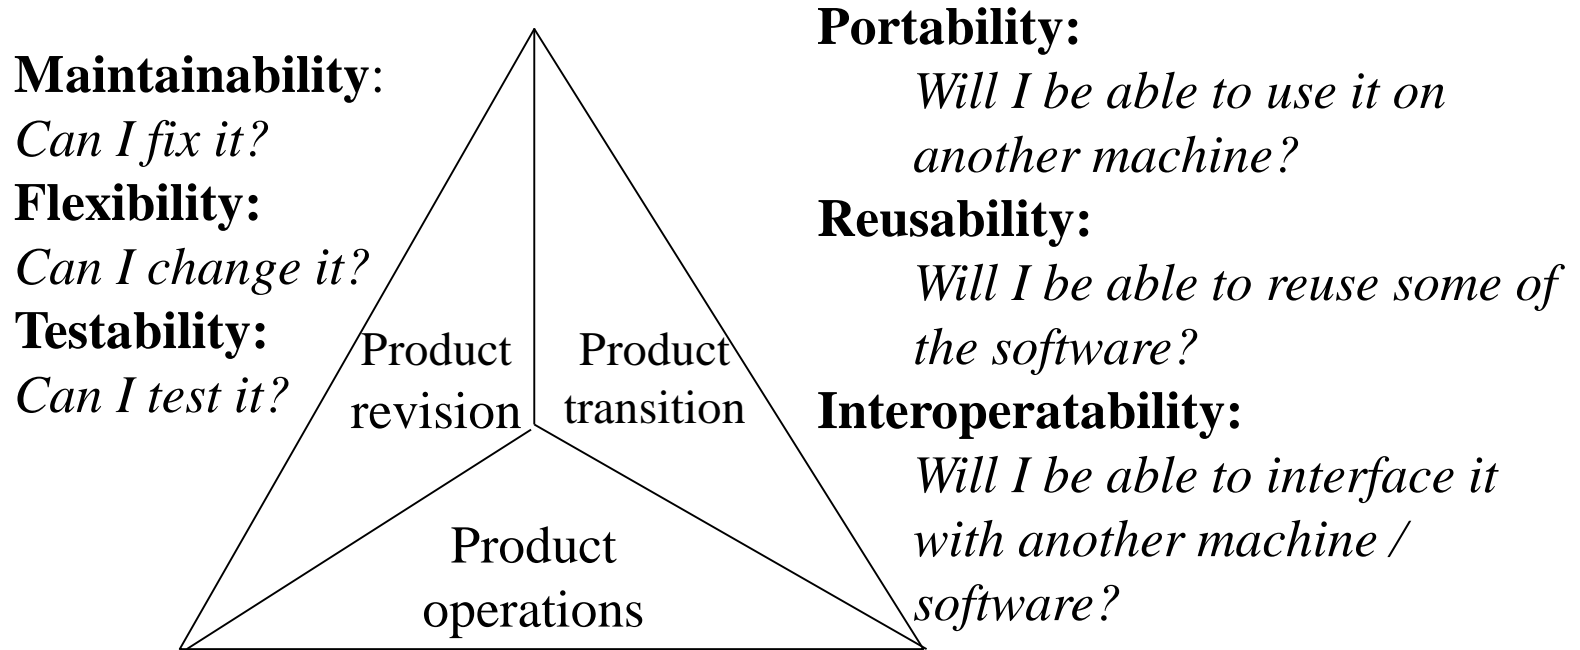 Maintainability:
Can I fix it?
Flexibility:
Can I change it?
Testability:
Can I test it?
Product
revision
Product
transition
Product
operations
Portability:
Will I be able to use it on
another machine?
Reusability:
Will I be able to reuse some of
the software?
Interoperatability:
Will I be able to interface it
with another machine /
software?